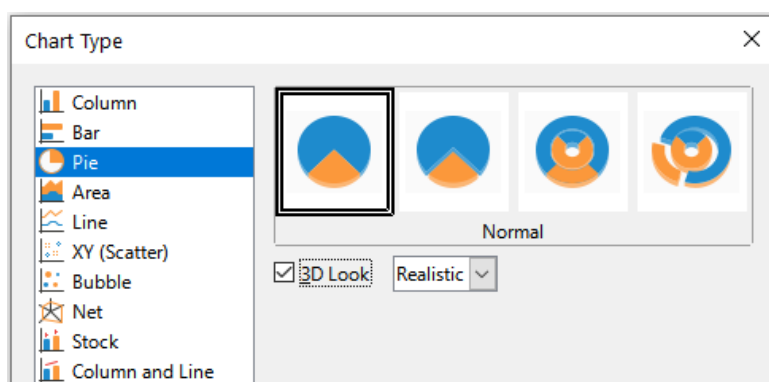 Chart Type
Column
Bar
Pie
Area
Line
XY (Scatter)
Bubble
Net
Stock
Column and Line
Normal
3D Look
Realistic